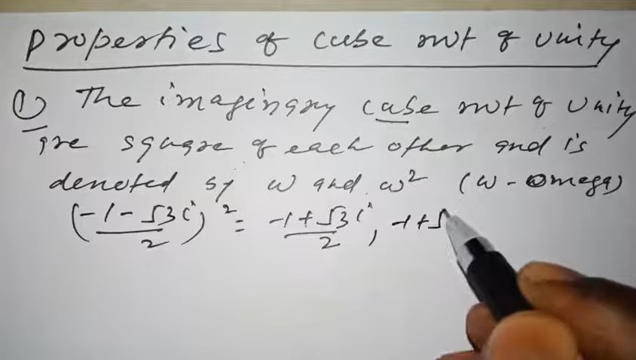 Properties of cube root of unity
① The imaginary cube root of unity
are square of each other and is
denoted by ω and ω² (ω - Omega)
(-1-√3i/2)² = -1+√3i/2, -1+√